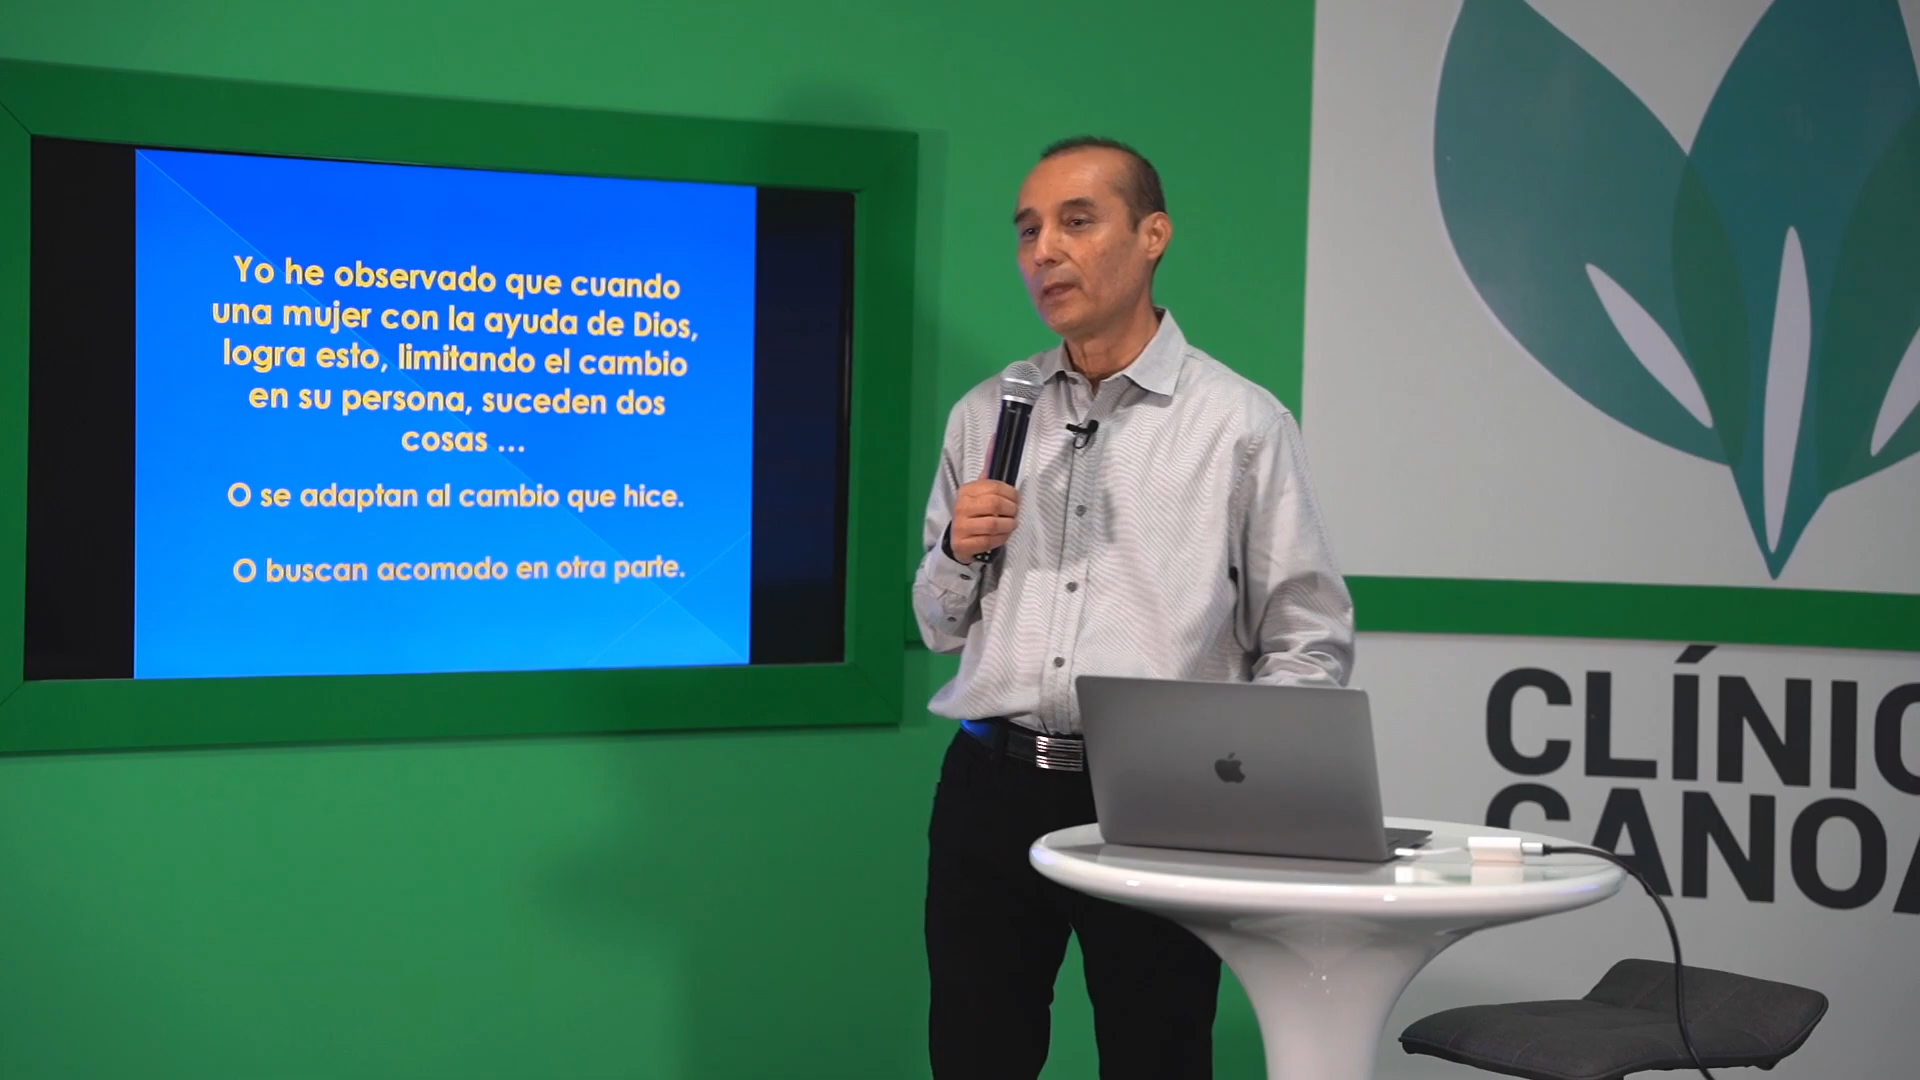 Yo he observado que cuando
una mujer con la ayuda de Dios,
logra esto, limitando el cambio
en su persona, suceden dos
cosas ...
O se adaptan al cambio que hice.
O buscan acomodo en otra parte.
CLÍNIC
CANOA